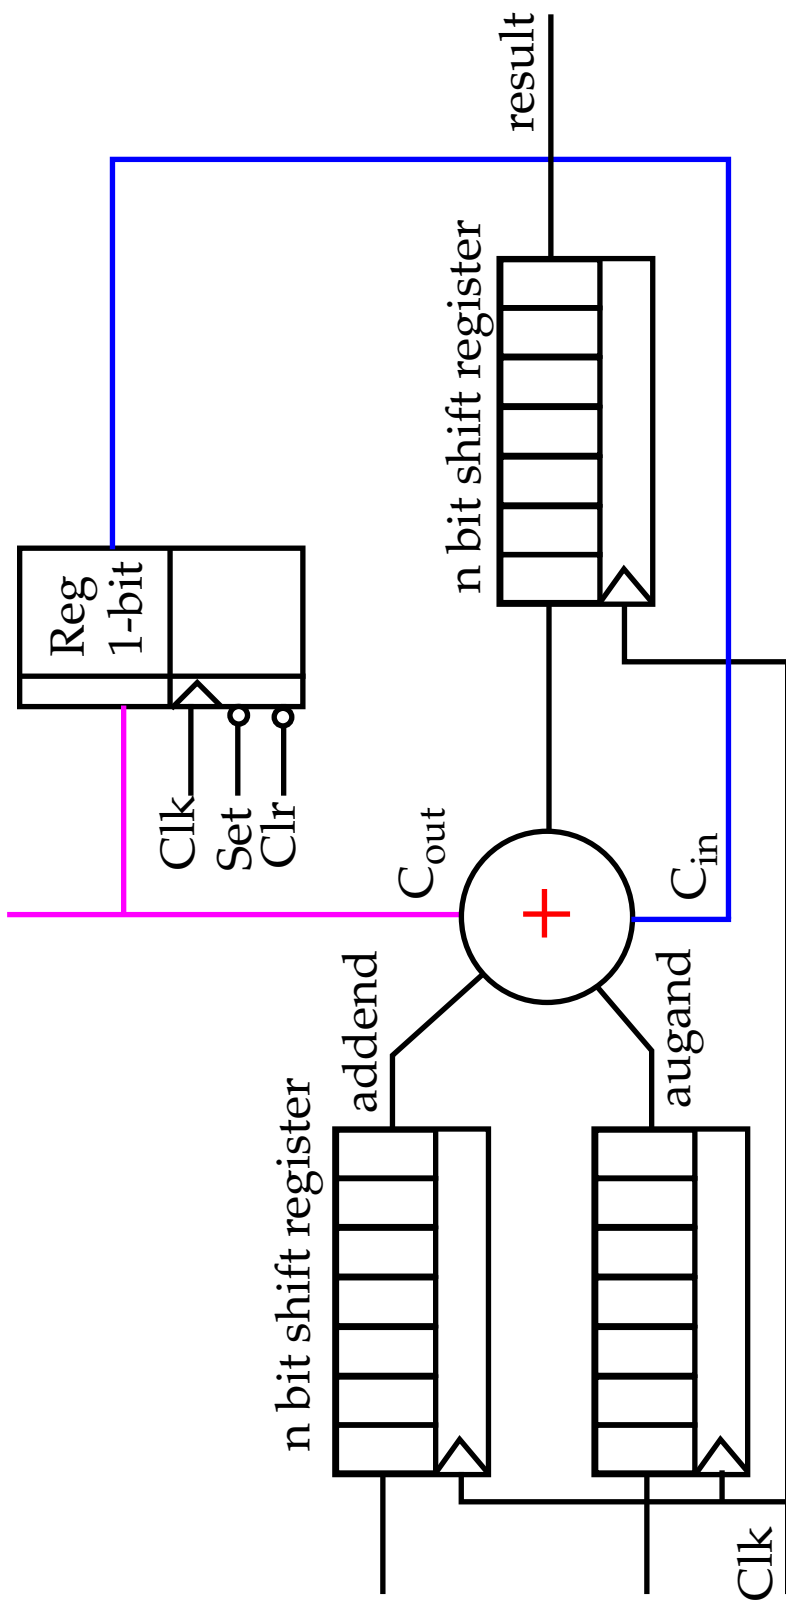 n bit shift register
addend
augand
Clk
Reg
1-bit
Clk
Set
Clr
Cout
Cin
+
n bit shift register
result